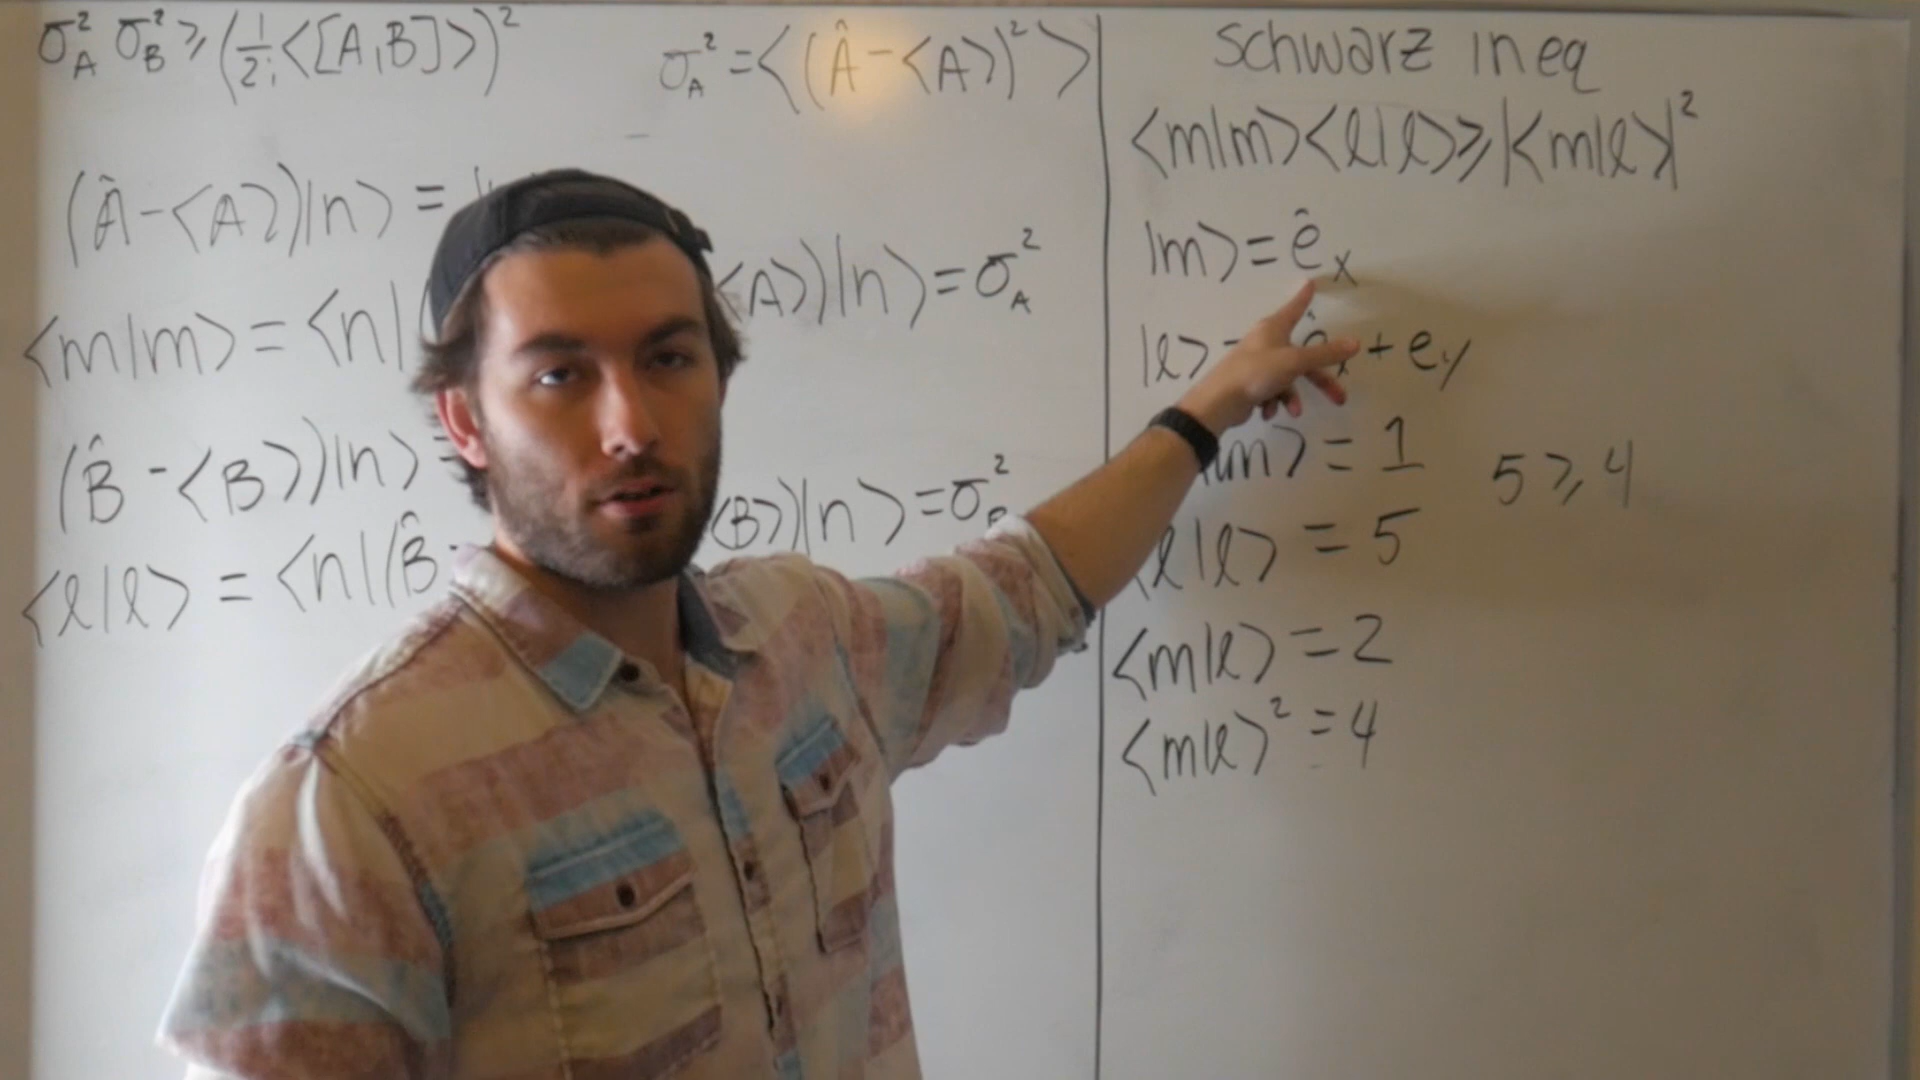 σ_A² σ_B² ≥ (1/2i <[A,B]>)²
σ_A² = <(Â - <A>)²>
(Â - <A>)|n> =
<m|m> = <n|( <A>)|n> = σ_A²
(B̂ - <B>)|n> =
<l|l> = <n|(B̂ - <B>)|n> = σ_B²
Schwarz ineq
<m|m><l|l> ≥ |<m|l>|²
|m> = ê_x
|l> = ê_x + e_y
|m> = 1
5 ≥ 4
<l|l> = 5
<m|l> = 2
<m|l>² = 4